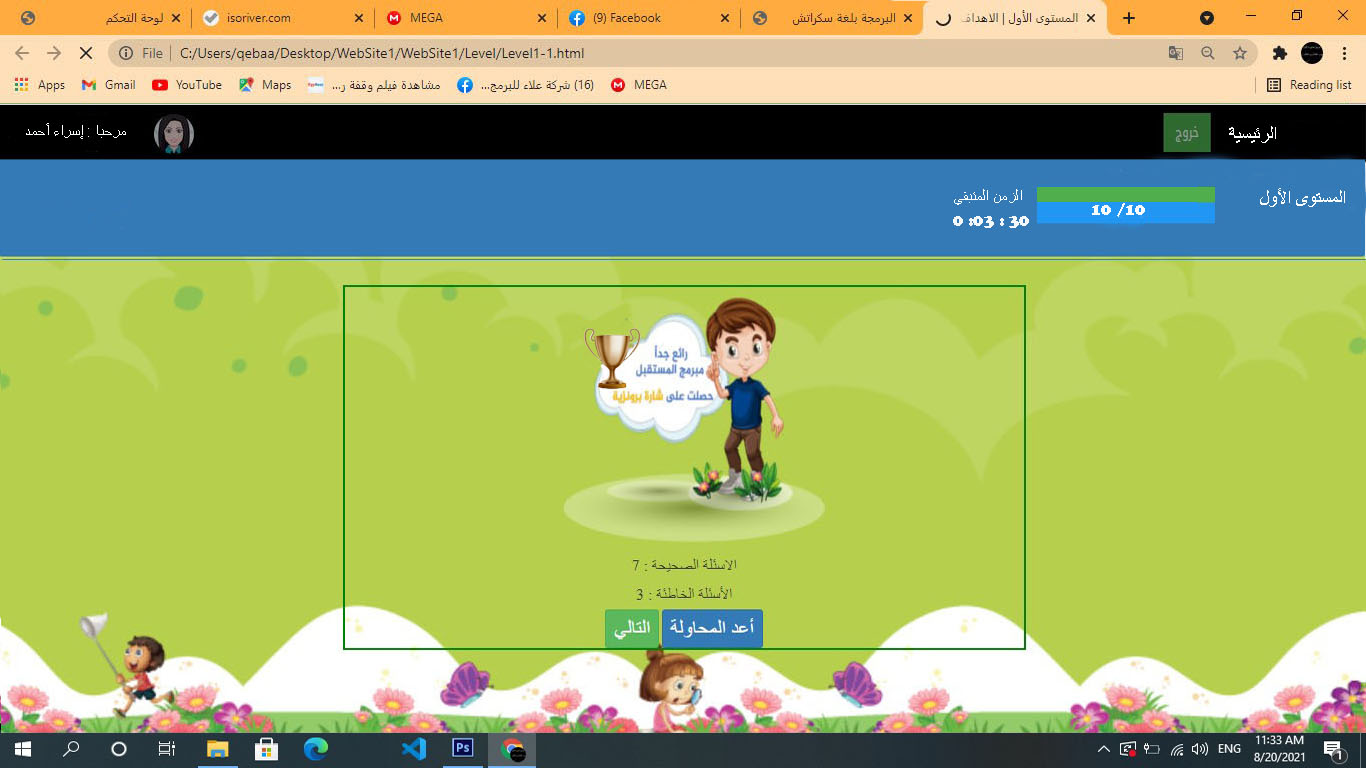 لوحة التحكم
isoriver.com
MEGA
(9) Facebook
البرمجة بلغة سكراتش
المستوى الأول | الاهداف
File
C:/Users/qebaa/Desktop/WebSite1/WebSite1/Level/Level1-1.html
Apps
Gmail
YouTube
Maps
مشاهدة فيلم وقفة ر...
(16) شركة علاء للبرمج...
MEGA
Reading list
الرئيسية
خروج
مرحبا : إسراء أحمد
المستوى الأول
10 /10
الزمن المتبقي
0 :03 : 30
رائع جداً
مبرمج المستقبل
حصلت على شارة برونزية
الاسئلة الصحيحة : 7
الأسئلة الخاطئة : 3
أعد المحاولة
التالي
Ps
ENG
11:33 AM
8/20/2021
1